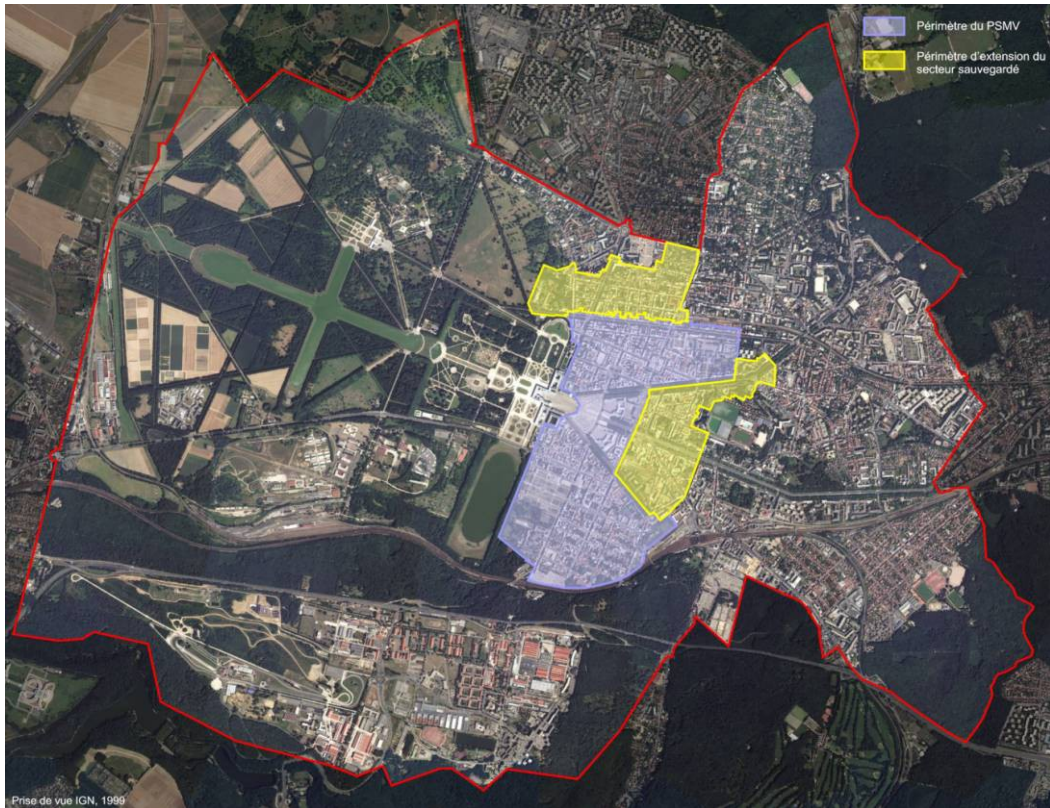 Périmètre du PSMV
Périmètre d'extension du
secteur sauvegardé
Prise de vue IGN, 1999